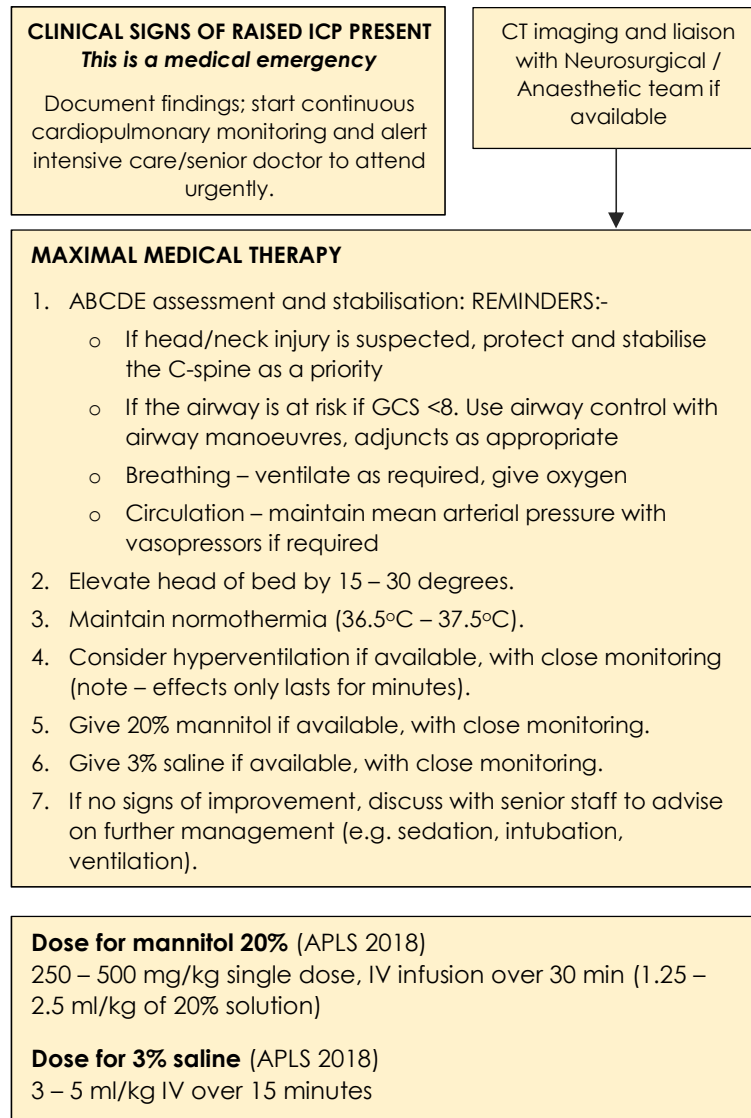 CLINICAL SIGNS OF RAISED ICP PRESENT
This is a medical emergency
Document findings; start continuous
cardiopulmonary monitoring and alert
intensive care/senior doctor to attend
urgently.
CT imaging and liaison
with Neurosurgical /
Anaesthetic team if
available
MAXIMAL MEDICAL THERAPY
1. ABCDE assessment and stabilisation: REMINDERS:-
o If head/neck injury is suspected, protect and stabilise
the C-spine as a priority
o If the airway is at risk if GCS <8. Use airway control with
airway manoeuvres, adjuncts as appropriate
o Breathing – ventilate as required, give oxygen
o Circulation – maintain mean arterial pressure with
vasopressors if required
2. Elevate head of bed by 15 – 30 degrees.
3. Maintain normothermia (36.5ºC – 37.5ºC).
4. Consider hyperventilation if available, with close monitoring
(note – effects only lasts for minutes).
5. Give 20% mannitol if available, with close monitoring.
6. Give 3% saline if available, with close monitoring.
7. If no signs of improvement, discuss with senior staff to advise
on further management (e.g. sedation, intubation,
ventilation).
Dose for mannitol 20% (APLS 2018)
250 – 500 mg/kg single dose, IV infusion over 30 min (1.25 –
2.5 ml/kg of 20% solution)
Dose for 3% saline (APLS 2018)
3 – 5 ml/kg IV over 15 minutes